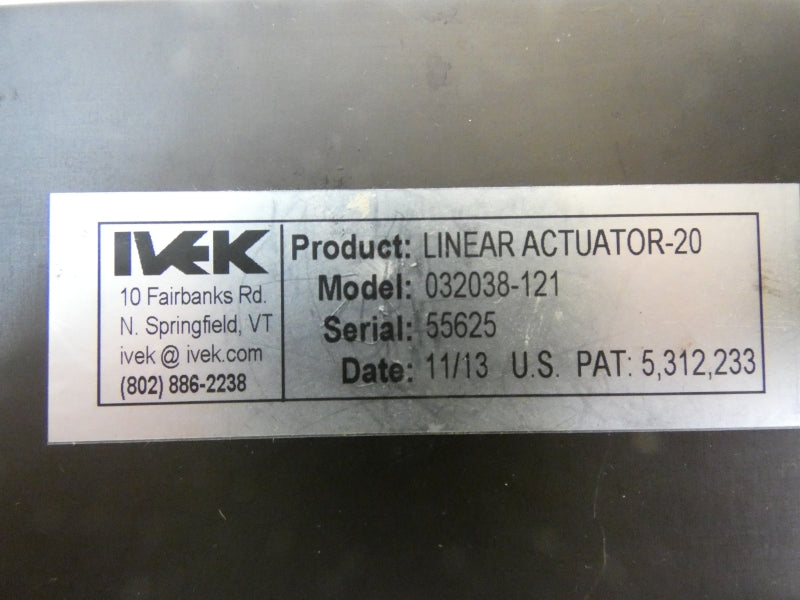 IVEK
10 Fairbanks Rd.
N. Springfield, VT
ivek @ ivek.com
(802) 886-2238
Product: LINEAR ACTUATOR-20
Model: 032038-121
Serial: 55625
Date: 11/13 U.S. PAT: 5,312,233